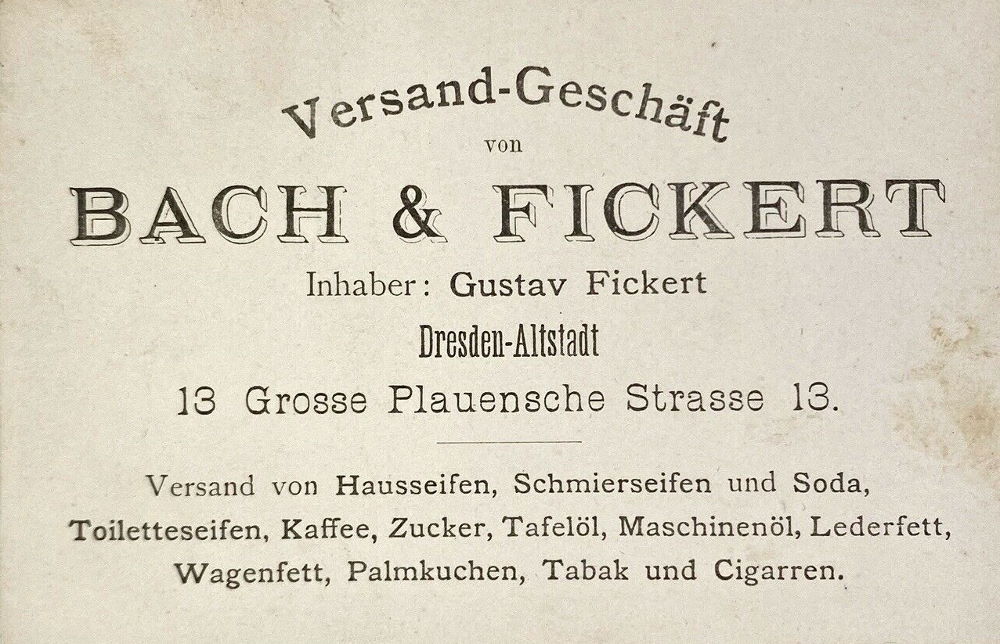 Versand-Geschäft
von
BACH & FICKERT
Inhaber: Gustav Fickert
Dresden-Altstadt
13 Grosse Plauensche Strasse 13.
Versand von Hausseifen, Schmierseifen und Soda,
Toiletteseifen, Kaffee, Zucker, Tafelöl, Maschinenöl, Lederfett,
Wagenfett, Palmkuchen, Tabak und Cigarren.